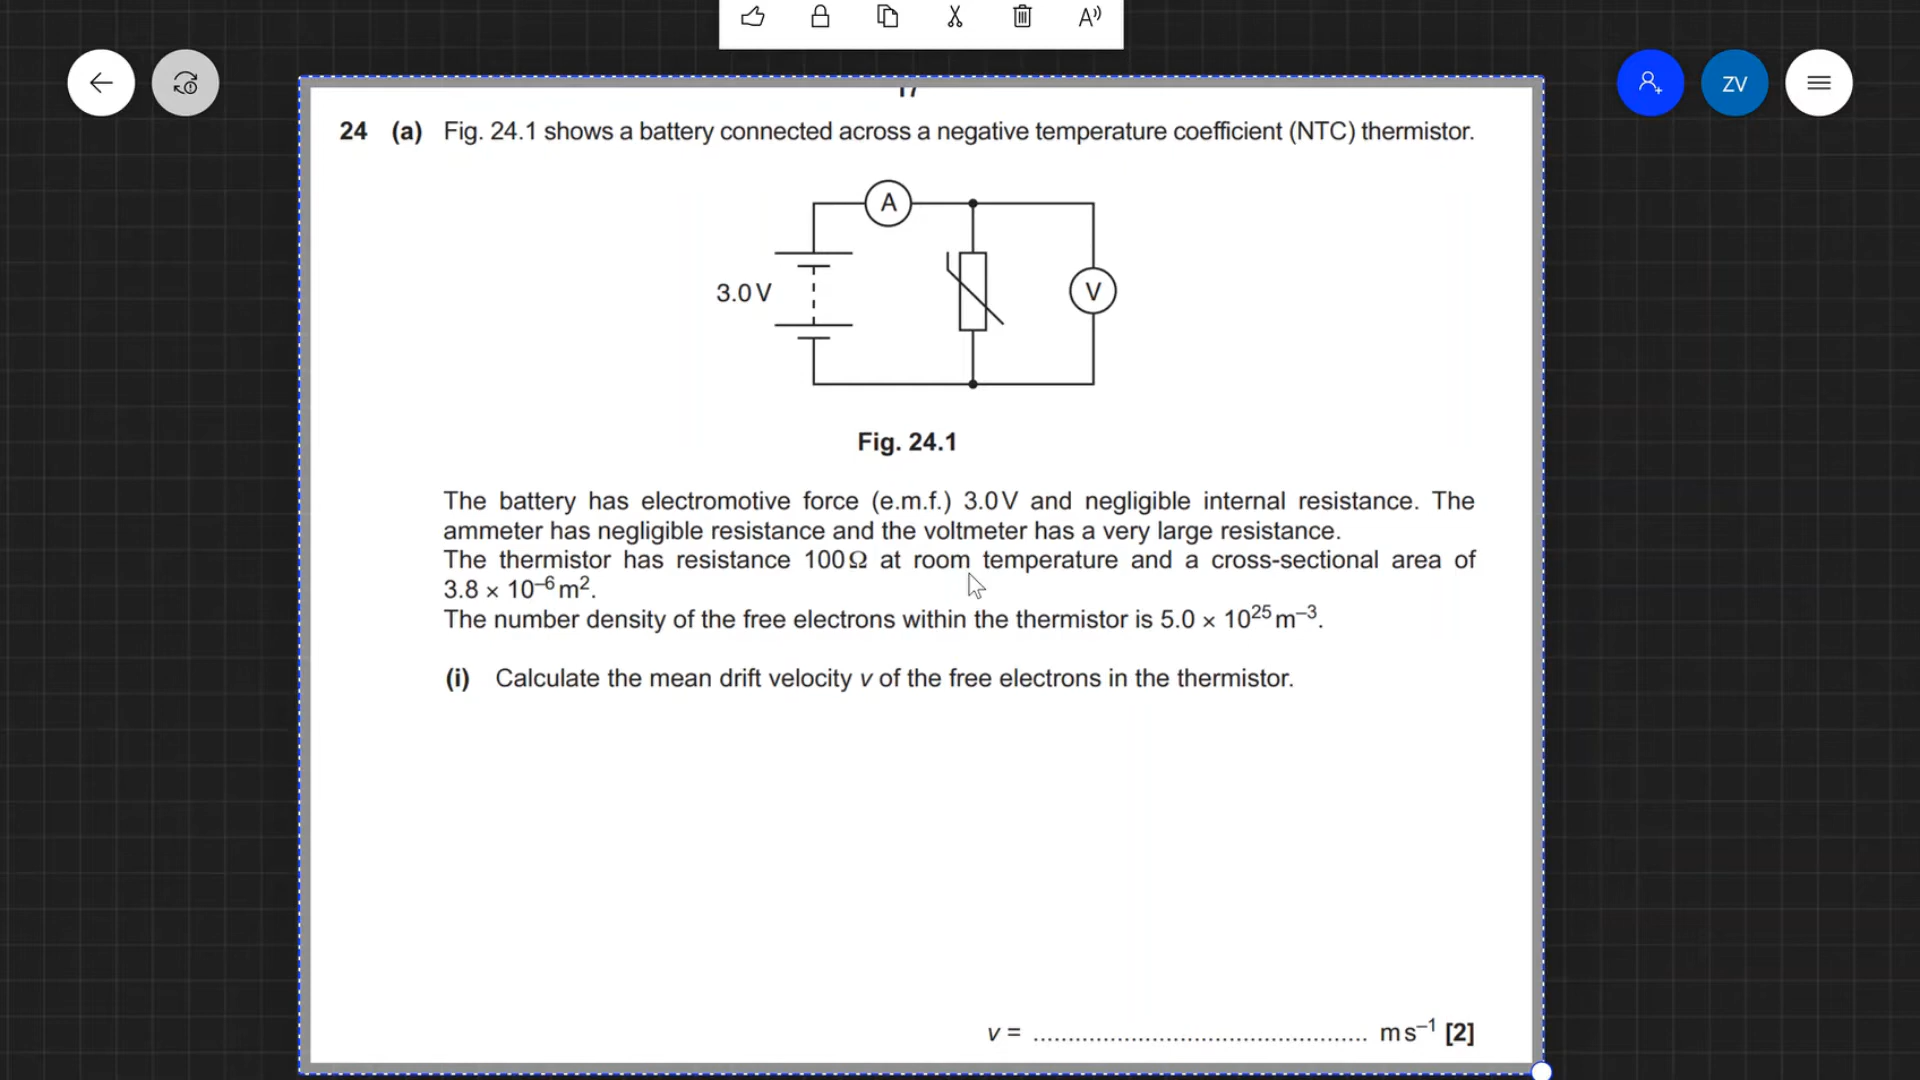 A
ZV
17
24 (a) Fig. 24.1 shows a battery connected across a negative temperature coefficient (NTC) thermistor.
A
3.0 V
V
Fig. 24.1
The battery has electromotive force (e.m.f.) 3.0 V and negligible internal resistance. The
ammeter has negligible resistance and the voltmeter has a very large resistance.
The thermistor has resistance 100 Ω at room temperature and a cross-sectional area of
3.8 × 10⁻⁶ m².
The number density of the free electrons within the thermistor is 5.0 × 10²⁵ m⁻³.
(i) Calculate the mean drift velocity v of the free electrons in the thermistor.
v = ................................................ m s⁻¹ [2]